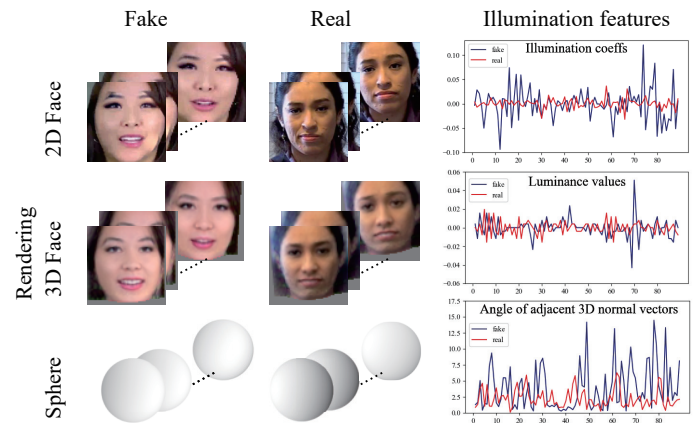 Fake
Real
Illumination features
2D Face
Rendering
3D Face
Sphere
Illumination coeffs
fake
real
0.10
0.05
0.00
−0.05
−0.10
0 10 20 30 40 50 60 70 80
Luminance values
fake
real
0.06
0.04
0.02
0.00
−0.02
−0.04
−0.06
0 10 20 30 40 50 60 70 80
Angle of adjacent 3D normal vectors
fake
real
17.5
15.0
12.5
10.0
7.5
5.0
2.5
0.0
0 10 20 30 40 50 60 70 80